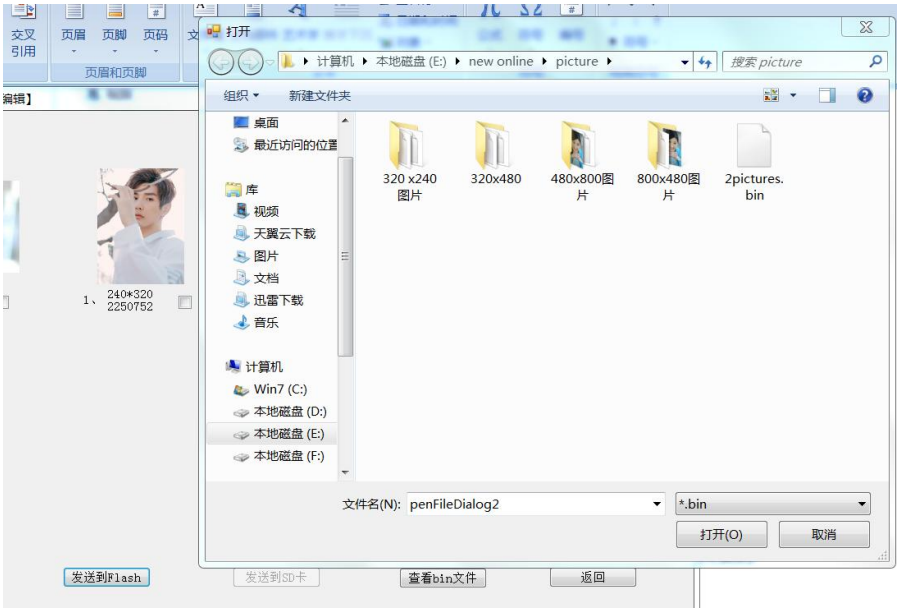 交叉
引用
页眉 页脚 页码
页眉和页脚
编辑】
打开
计算机 本地磁盘 (E:) new online picture
搜索 picture
组织 新建文件夹
桌面
最近访问的位置
库
视频
天翼云下载
图片
文档
迅雷下载
音乐
计算机
Win7 (C:)
本地磁盘 (D:)
本地磁盘 (E:)
本地磁盘 (F:)
320 x240
图片
320x480
480x800图
片
800x480图
片
2pictures.
bin
1、 240*320
2250752
文件名(N): penFileDialog2
*.bin
打开(O) 取消
发送到Flash 发送到SD卡 查看bin文件 返回